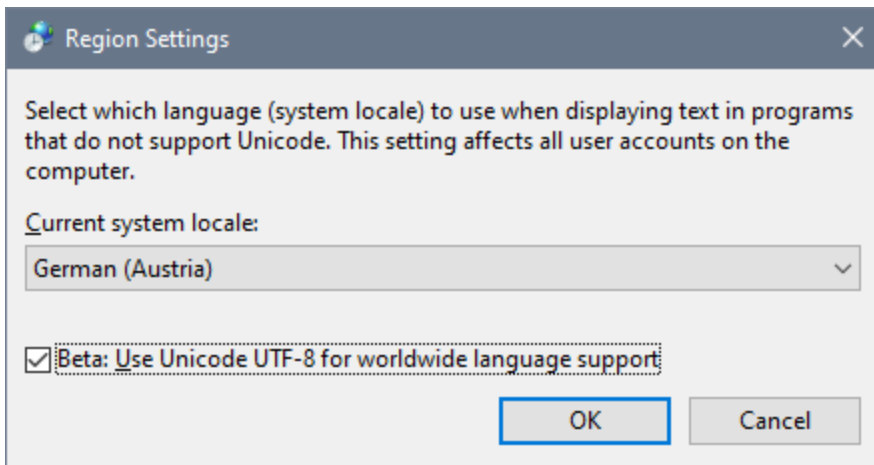 Region Settings
Select which language (system locale) to use when displaying text in programs
that do not support Unicode. This setting affects all user accounts on the
computer.
Current system locale:
German (Austria)
Beta: Use Unicode UTF-8 for worldwide language support
OK
Cancel